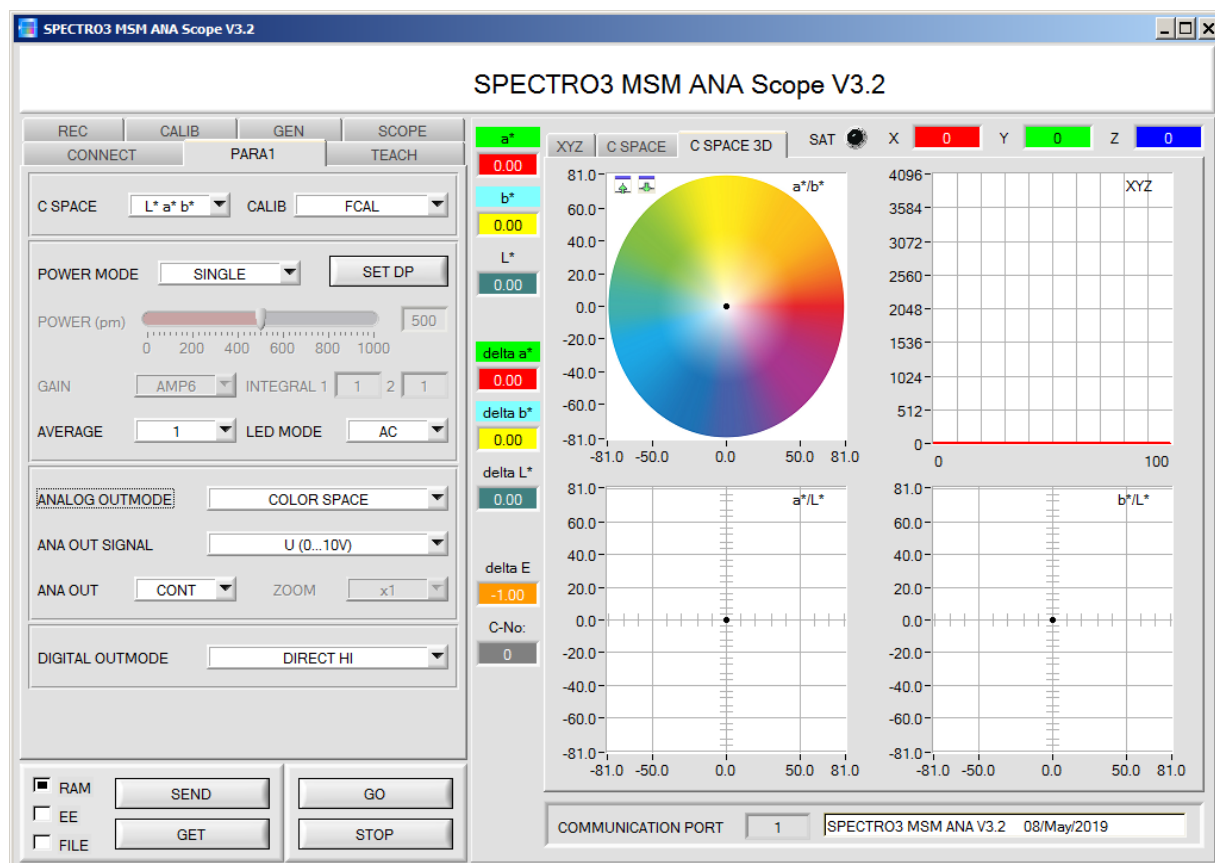 SPECTRO3 MSM ANA Scope V3.2
SPECTRO3 MSM ANA Scope V3.2
REC CALIB GEN SCOPE
CONNECT PARA1 TEACH
C SPACE L* a* b* CALIB FCAL
POWER MODE SINGLE SET DP
POWER (pm) 500
0 200 400 600 800 1000
GAIN AMP6 INTEGRAL 1 1 2 1
AVERAGE 1 LED MODE AC
ANALOG OUTMODE COLOR SPACE
ANA OUT SIGNAL U (0...10V)
ANA OUT CONT ZOOM x1
DIGITAL OUTMODE DIRECT HI
RAM
EE
FILE
SEND
GET
GO
STOP
a*
0.00
b*
0.00
L*
0.00
delta a*
0.00
delta b*
0.00
delta L*
0.00
delta E
-1.00
C-No:
0
XYZ C SPACE C SPACE 3D SAT X 0 Y 0 Z 0
a*/b*
81.0
60.0
40.0
20.0
0.0
-20.0
-40.0
-60.0
-81.0
-81.0 -50.0 0.0 50.0 81.0
XYZ
4096
3584
3072
2560
2048
1536
1024
512
0
0 100
a*/L*
81.0
60.0
40.0
20.0
0.0
-20.0
-40.0
-60.0
-81.0
-81.0 -50.0 0.0 50.0 81.0
b*/L*
81.0
60.0
40.0
20.0
0.0
-20.0
-40.0
-60.0
-81.0
-81.0 -50.0 0.0 50.0 81.0
COMMUNICATION PORT 1 SPECTRO3 MSM ANA V3.2 08/May/2019